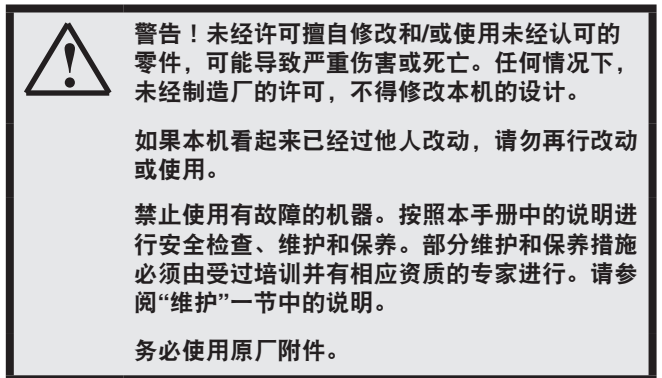 警告！未经许可擅自修改和/或使用未经认可的
零件，可能导致严重伤害或死亡。任何情况下，
未经制造厂的许可，不得修改本机的设计。
如果本机看起来已经过他人改动，请勿再行改动
或使用。
禁止使用有故障的机器。按照本手册中的说明进
行安全检查、维护和保养。部分维护和保养措施
必须由受过培训并有相应资质的专家进行。请参
阅“维护”一节中的说明。
务必使用原厂附件。